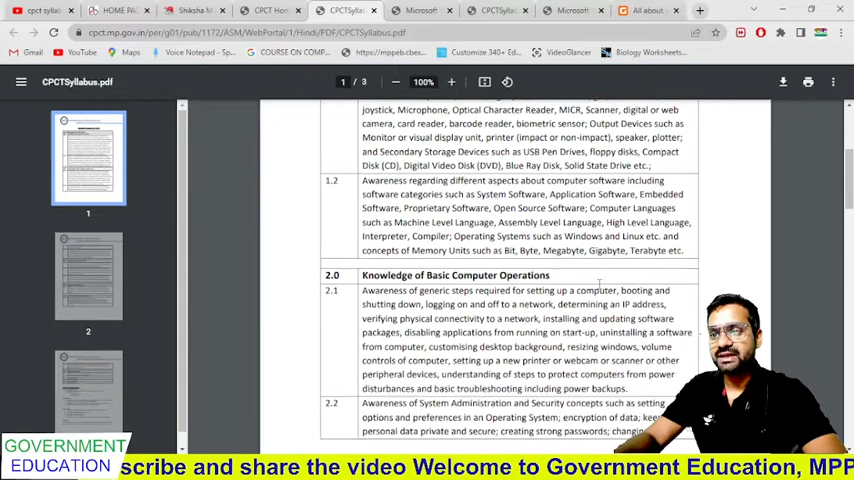 cpct syllab
HOME PAG
Shiksha M
CPCT Ho
CPCTSyllab
Microsoft
CPCTSyllab
Microsoft
All about
cpct.mp.gov.in/per/g01/pub/1172/ASM/WebPortal/1/Hindi/PDF/CPCTSyllabus.pdf
Gmail
YouTube
Maps
Voice Notepad - Sp...
COURSE ON COMP...
https://mppeb.cbex...
Customize 340+ Ed...
VideoGlancer
Biology Worksheets...
CPCTSyllabus.pdf
1 / 3
100%
joystick, Microphone, Optical Character Reader, MICR, Scanner, digital or web
camera, card reader, barcode reader, biometric sensor; Output Devices such as
Monitor or visual display unit, printer (impact or non-impact), speaker, plotter;
and Secondary Storage Devices such as USB Pen Drives, floppy disks, Compact
Disk (CD), Digital Video Disk (DVD), Blue Ray Disk, Solid State Drive etc.;
1.2 Awareness regarding different aspects about computer software including
software categories such as System Software, Application Software, Embedded
Software, Proprietary Software, Open Source Software; Computer Languages
such as Machine Level Language, Assembly Level Language, High Level Language,
Interpreter, Compiler; Operating Systems such as Windows and Linux etc. and
concepts of Memory Units such as Bit, Byte, Megabyte, Gigabyte, Terabyte etc.
2.0 Knowledge of Basic Computer Operations
2.1 Awareness of generic steps required for setting up a computer, booting and
shutting down, logging on and off to a network, determining an IP address,
verifying physical connectivity to a network, installing and updating software
packages, disabling applications from running on start-up, uninstalling a software
from computer, customising desktop background, resizing windows, volume
controls of computer, setting up a new printer or webcam or scanner or other
peripheral devices, understanding of steps to protect computers from power
disturbances and basic troubleshooting including power backups.
2.2 Awareness of System Administration and Security concepts such as setting
options and preferences in an Operating System; encryption of data;
personal data private and secure; creating strong passwords;
1
2
GOVERNMENT
EDUCATION
scribe and share the video Welcome to Government Education, MPP